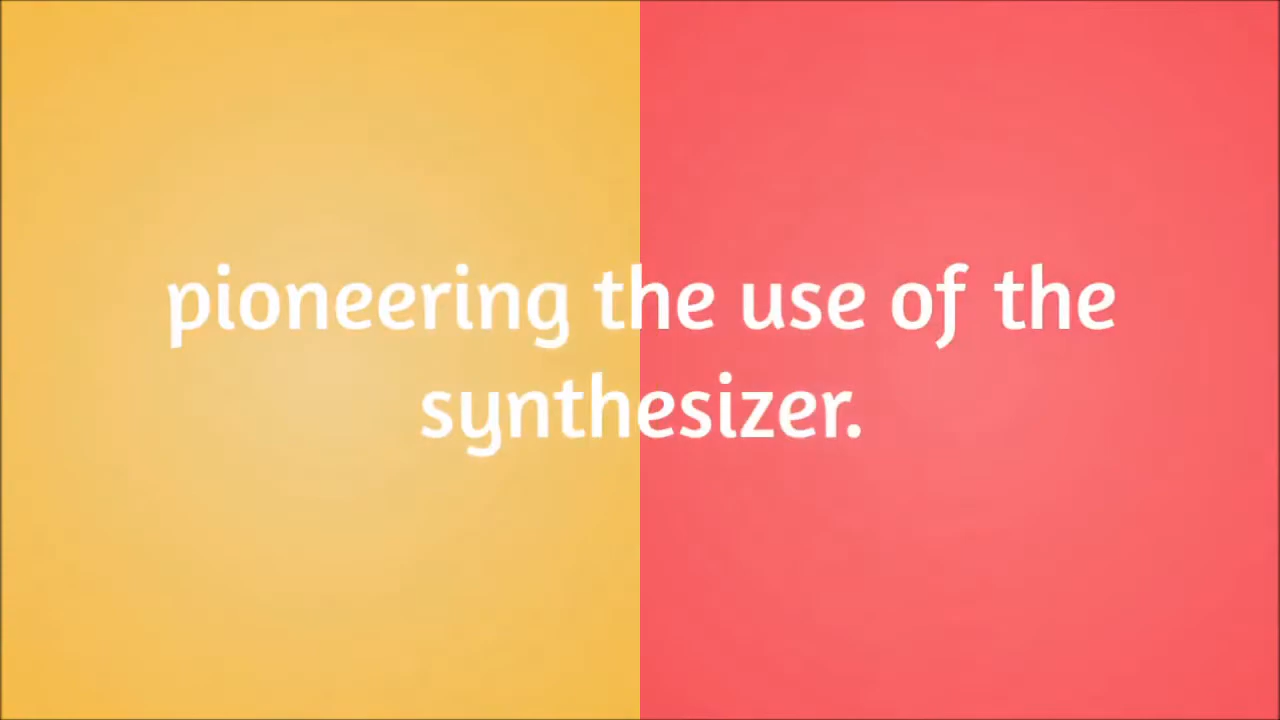 pioneering the use of the
synthesizer.